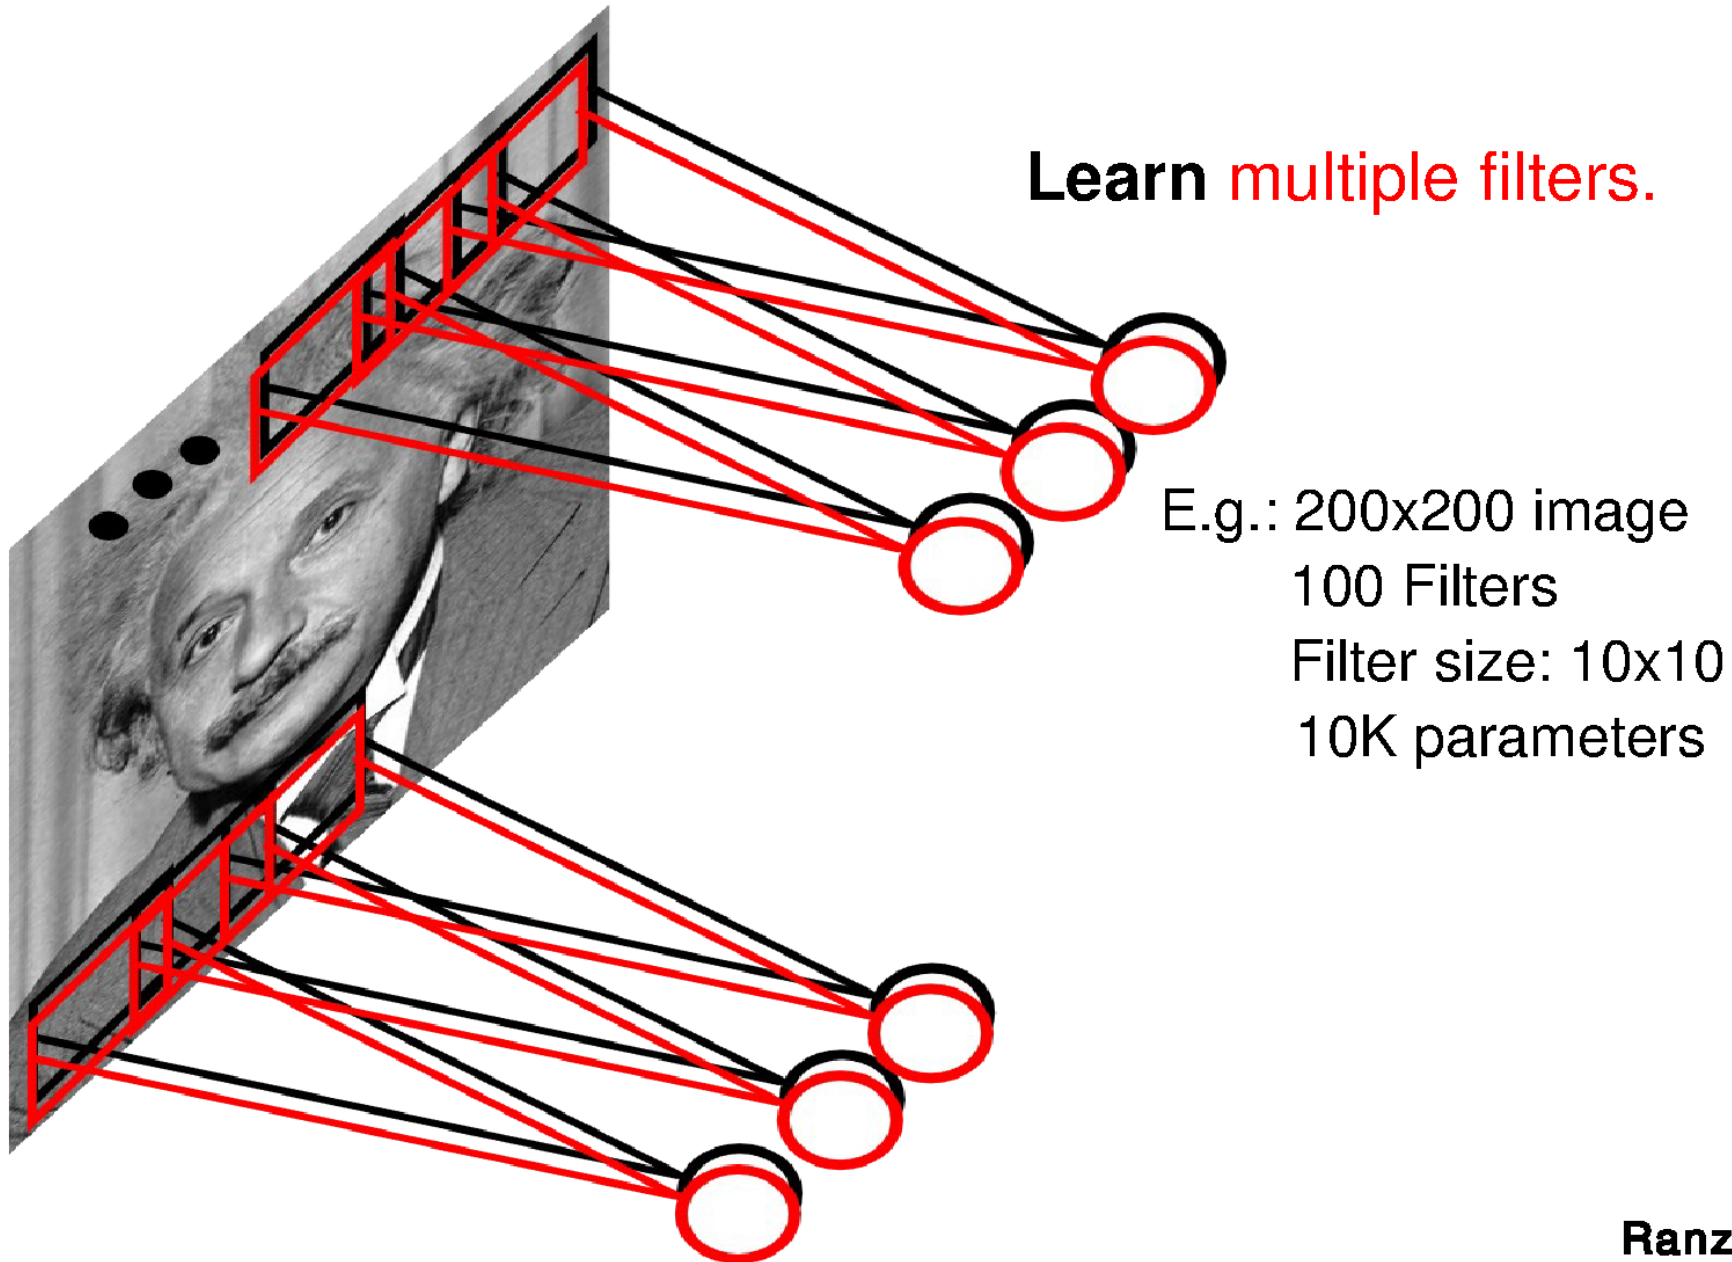 Learn multiple filters.
E.g.: 200x200 image
100 Filters
Filter size: 10x10
10K parameters
Ranz